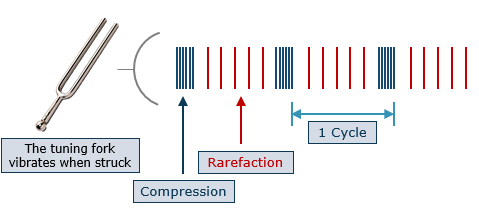 The tuning fork
vibrates when struck
1 Cycle
Rarefaction
Compression